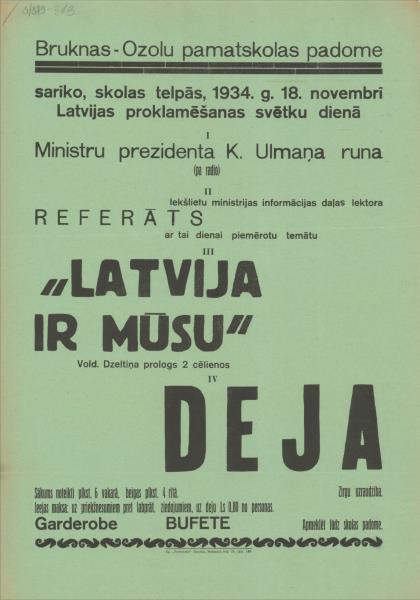 Bruknas-Ozolu pamatskolas padome
sariko, skolas telpās, 1934. g. 18. novembrī
Latvijas proklamēšanas svētku dienā
I
Ministru prezidenta K. Ulmaņa runa
(pa radio)
II
Iekšlietu ministrijas informācijas daļas lektora
REFERĀTS
ar tai dienai piemērotu tematu
III
„LATVIJA
IR MŪSU“
Vold. Dzeltiņa prologs 2 cēlienos
IV
DEJA
Sākums noteikti plkst. 6 vakarā, beigas plkst. 4 rītā.
Zirgu uzraudzība.
Ieejas maksa: uz priekšnesumiem pret labprāt. ziedojumiem, uz deju Ls 0,80 no personas.
Garderobe BUFETE
Apmeklēt lūdz skolas padome.